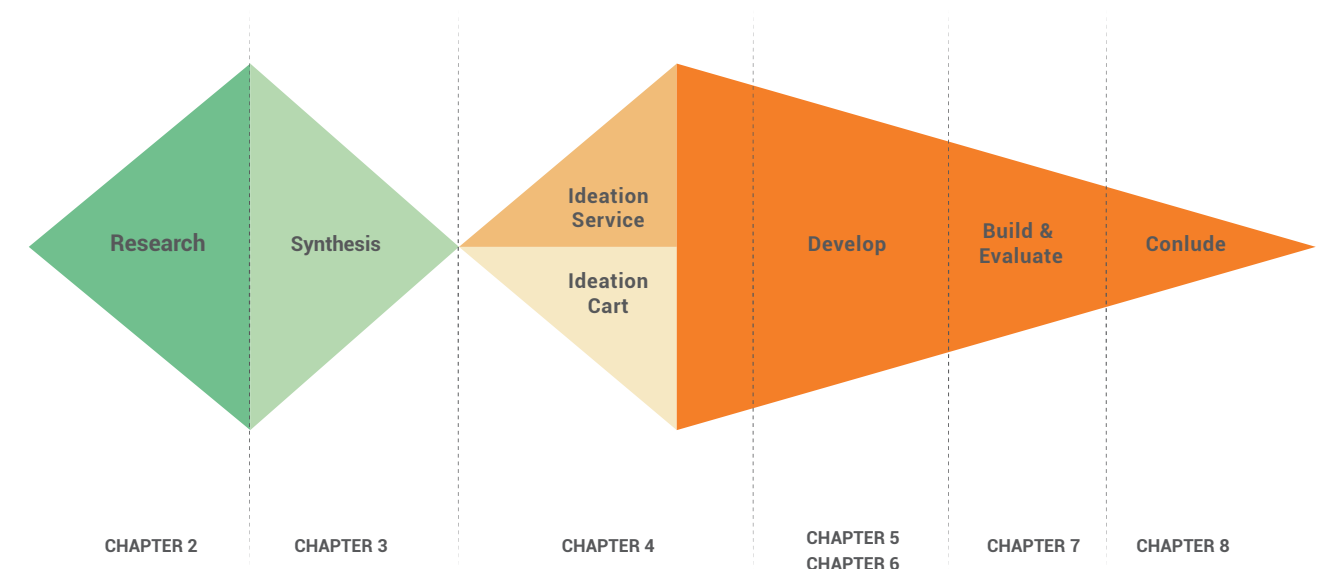 Research
Synthesis
Ideation
Service
Ideation
Cart
Develop
Build &
Evaluate
Conlude
CHAPTER 2
CHAPTER 3
CHAPTER 4
CHAPTER 5
CHAPTER 6
CHAPTER 7
CHAPTER 8